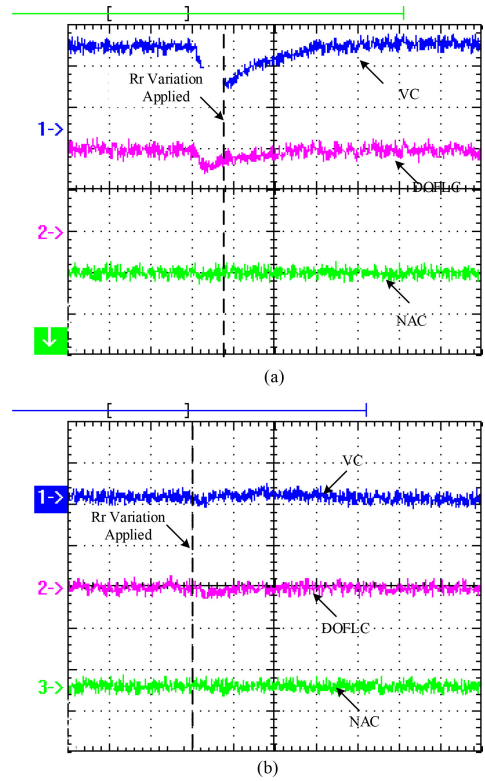 Rr Variation
Applied
VC
1->
DOFLC
2->
NAC
(a)
VC
1->
Rr Variation
Applied
2->
DOFLC
3->
NAC
(b)